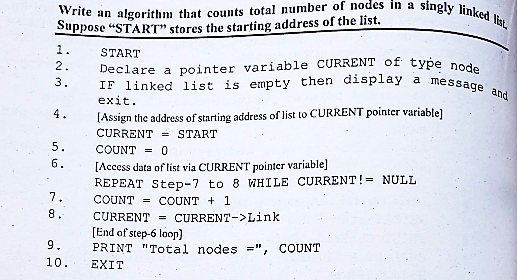 Write an algorithm that counts total number of nodes in a singly linked list.
Suppose “START” stores the starting address of the list.
1. START
2. Declare a pointer variable CURRENT of type node
3. IF linked list is empty then display a message and
exit.
4. [Assign the address of starting address of list to CURRENT pointer variable]
CURRENT = START
5. COUNT = 0
6. [Access data of list via CURRENT pointer variable]
REPEAT Step-7 to 8 WHILE CURRENT!= NULL
7. COUNT = COUNT + 1
8. CURRENT = CURRENT->Link
[End of step-6 loop]
9. PRINT "Total nodes =", COUNT
10. EXIT